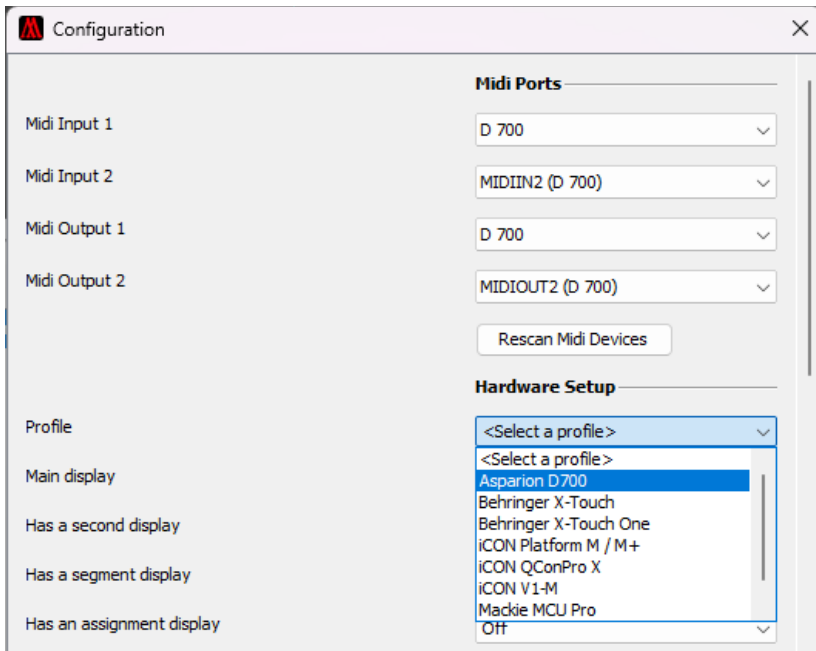 Configuration
Midi Ports
Midi Input 1
D 700
Midi Input 2
MIDIIN2 (D 700)
Midi Output 1
D 700
Midi Output 2
MIDIOUT2 (D 700)
Rescan Midi Devices
Hardware Setup
Profile
<Select a profile>
<Select a profile>
Main display
Asparion D700
Behringer X-Touch
Has a second display
Behringer X-Touch One
iCON Platform M / M+
Has a segment display
iCON QConPro X
iCON V1-M
Mackie MCU Pro
Has an assignment display
Off